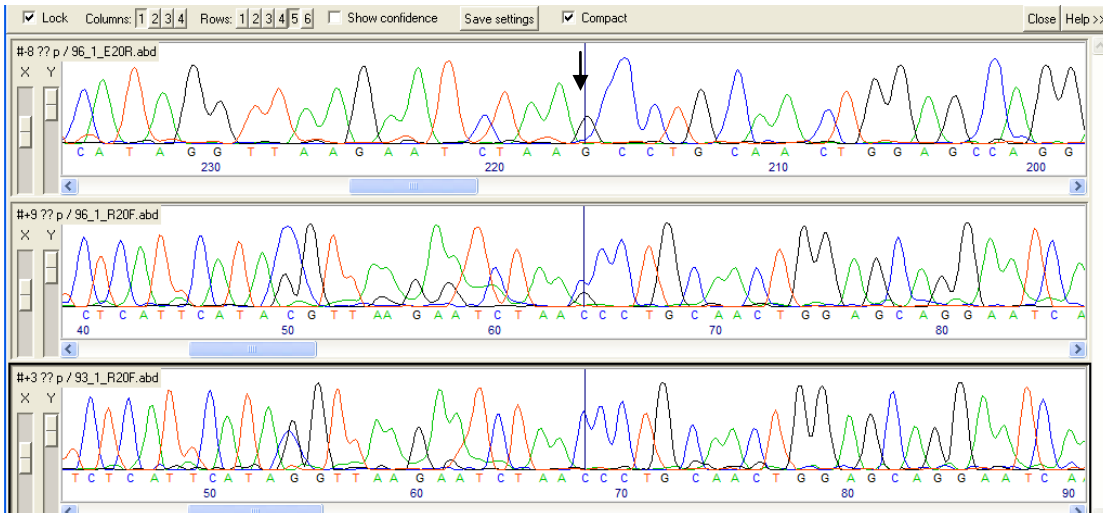 Lock Columns: 1 2 3 4 Rows: 1 2 3 4 5 6 Show confidence Save settings Compact Close Help >>
#-8 ?? p / 96_1_E20R.abd
X Y
C A T A G G T T A A G A A T C T A A G C C C T G C A A C T G G A G C C A G G
230 220 210 200
#+9 ?? p / 96_1_R20F.abd
X Y
C T C A T T C A T A C G T T A A G A A T C T A A C C C T G C A A C T G G A G C A G G A A T C A
40 50 60 70 80
#+3 ?? p / 93_1_R20F.abd
X Y
T C T C A T T C A T A G G T T A A G A A T C T A A C C C T G C A A C T G G A G C A G G A A T C A A
50 60 70 80 90